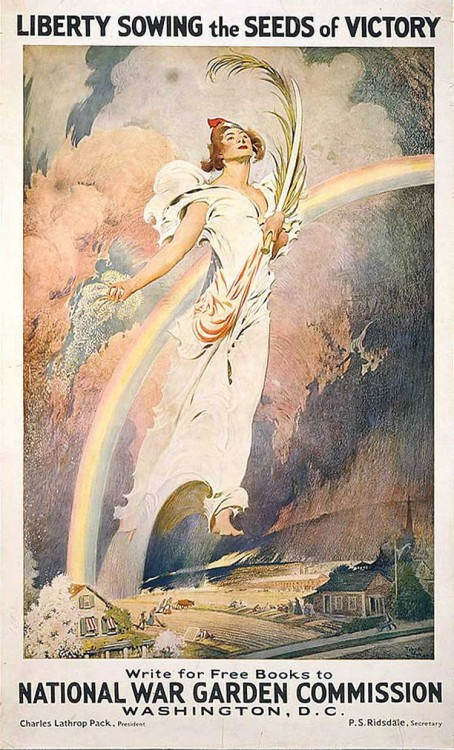 LIBERTY SOWING the SEEDS of VICTORY
Write for Free Books to
NATIONAL WAR GARDEN COMMISSION
WASHINGTON, D.C.
Charles Lathrop Pack, President
P.S. Ridsdale, Secretary